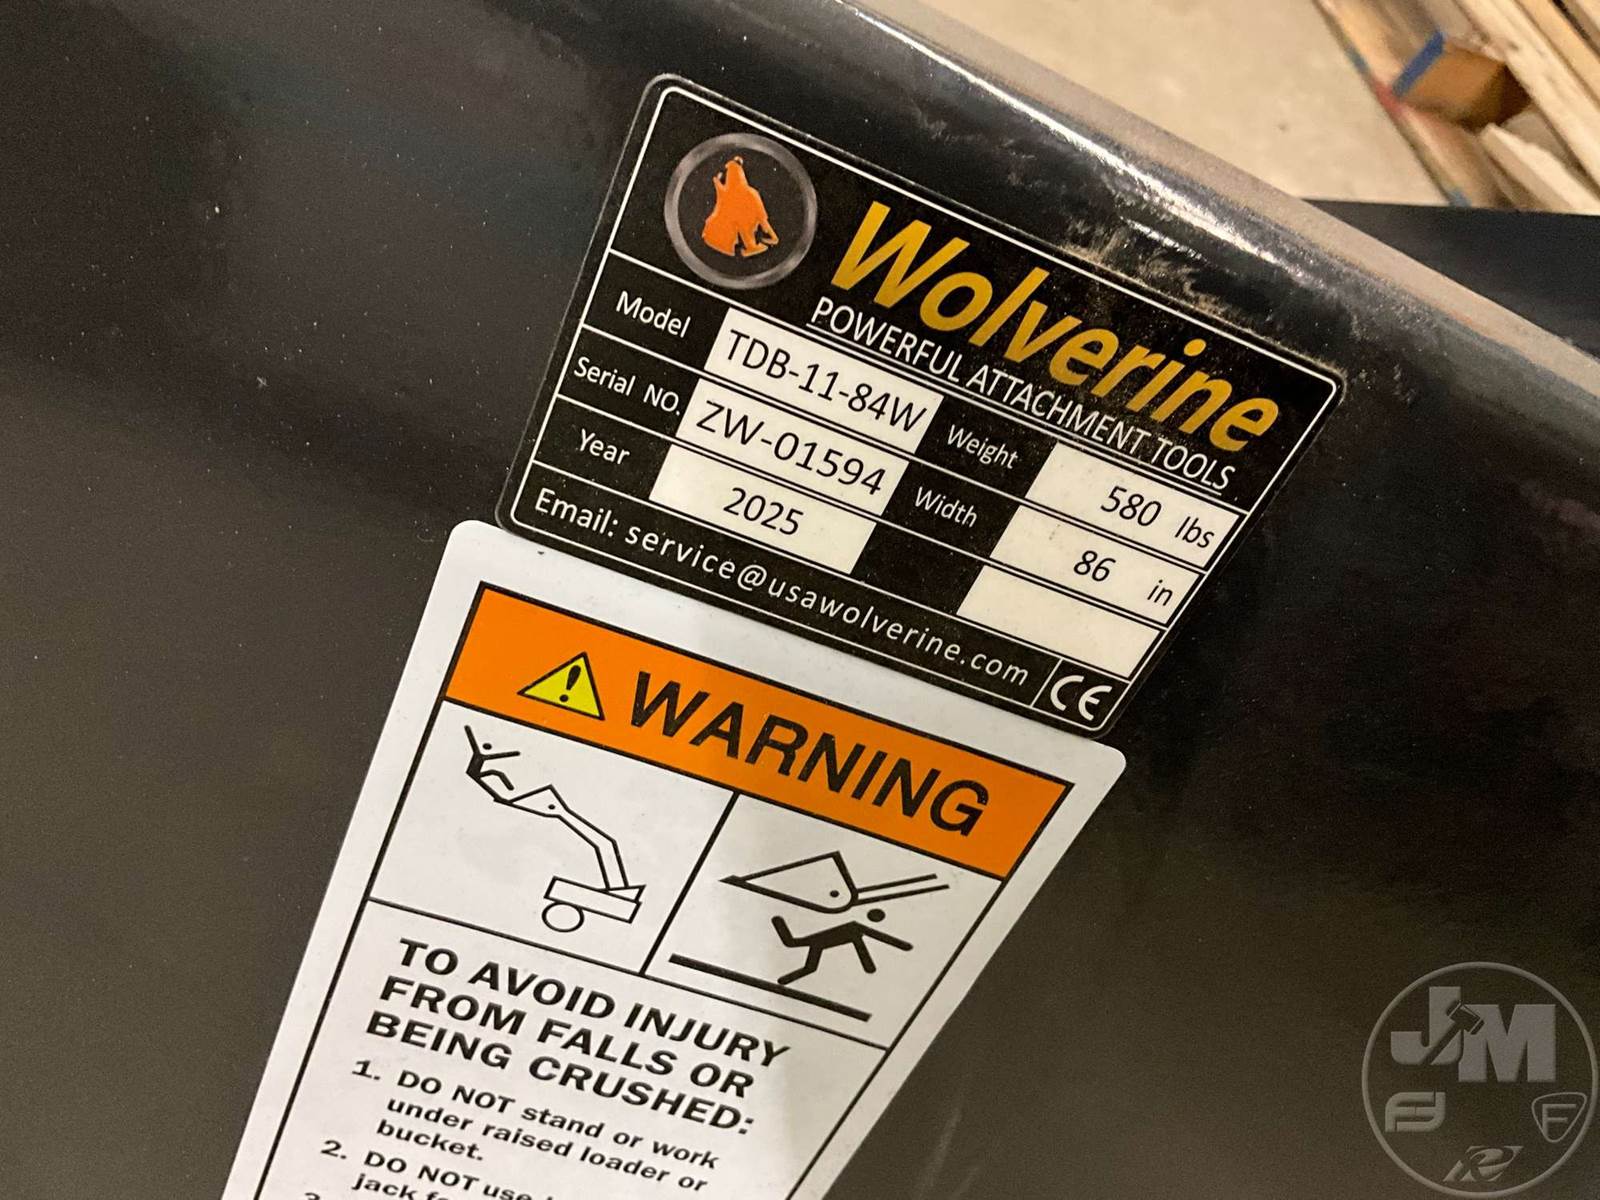 Wolverine
POWERFUL ATTACHMENT TOOLS
Model TDB-11-84W Weight 580 lbs
Serial NO. ZW-01594 Width 86 in
Year 2025
Email: service@usawolverine.com CE
WARNING
TO AVOID INJURY
FROM FALLS OR
BEING CRUSHED:
1. DO NOT stand or work
under raised loader or
bucket.
2. DO NOT use
jack
JM
F